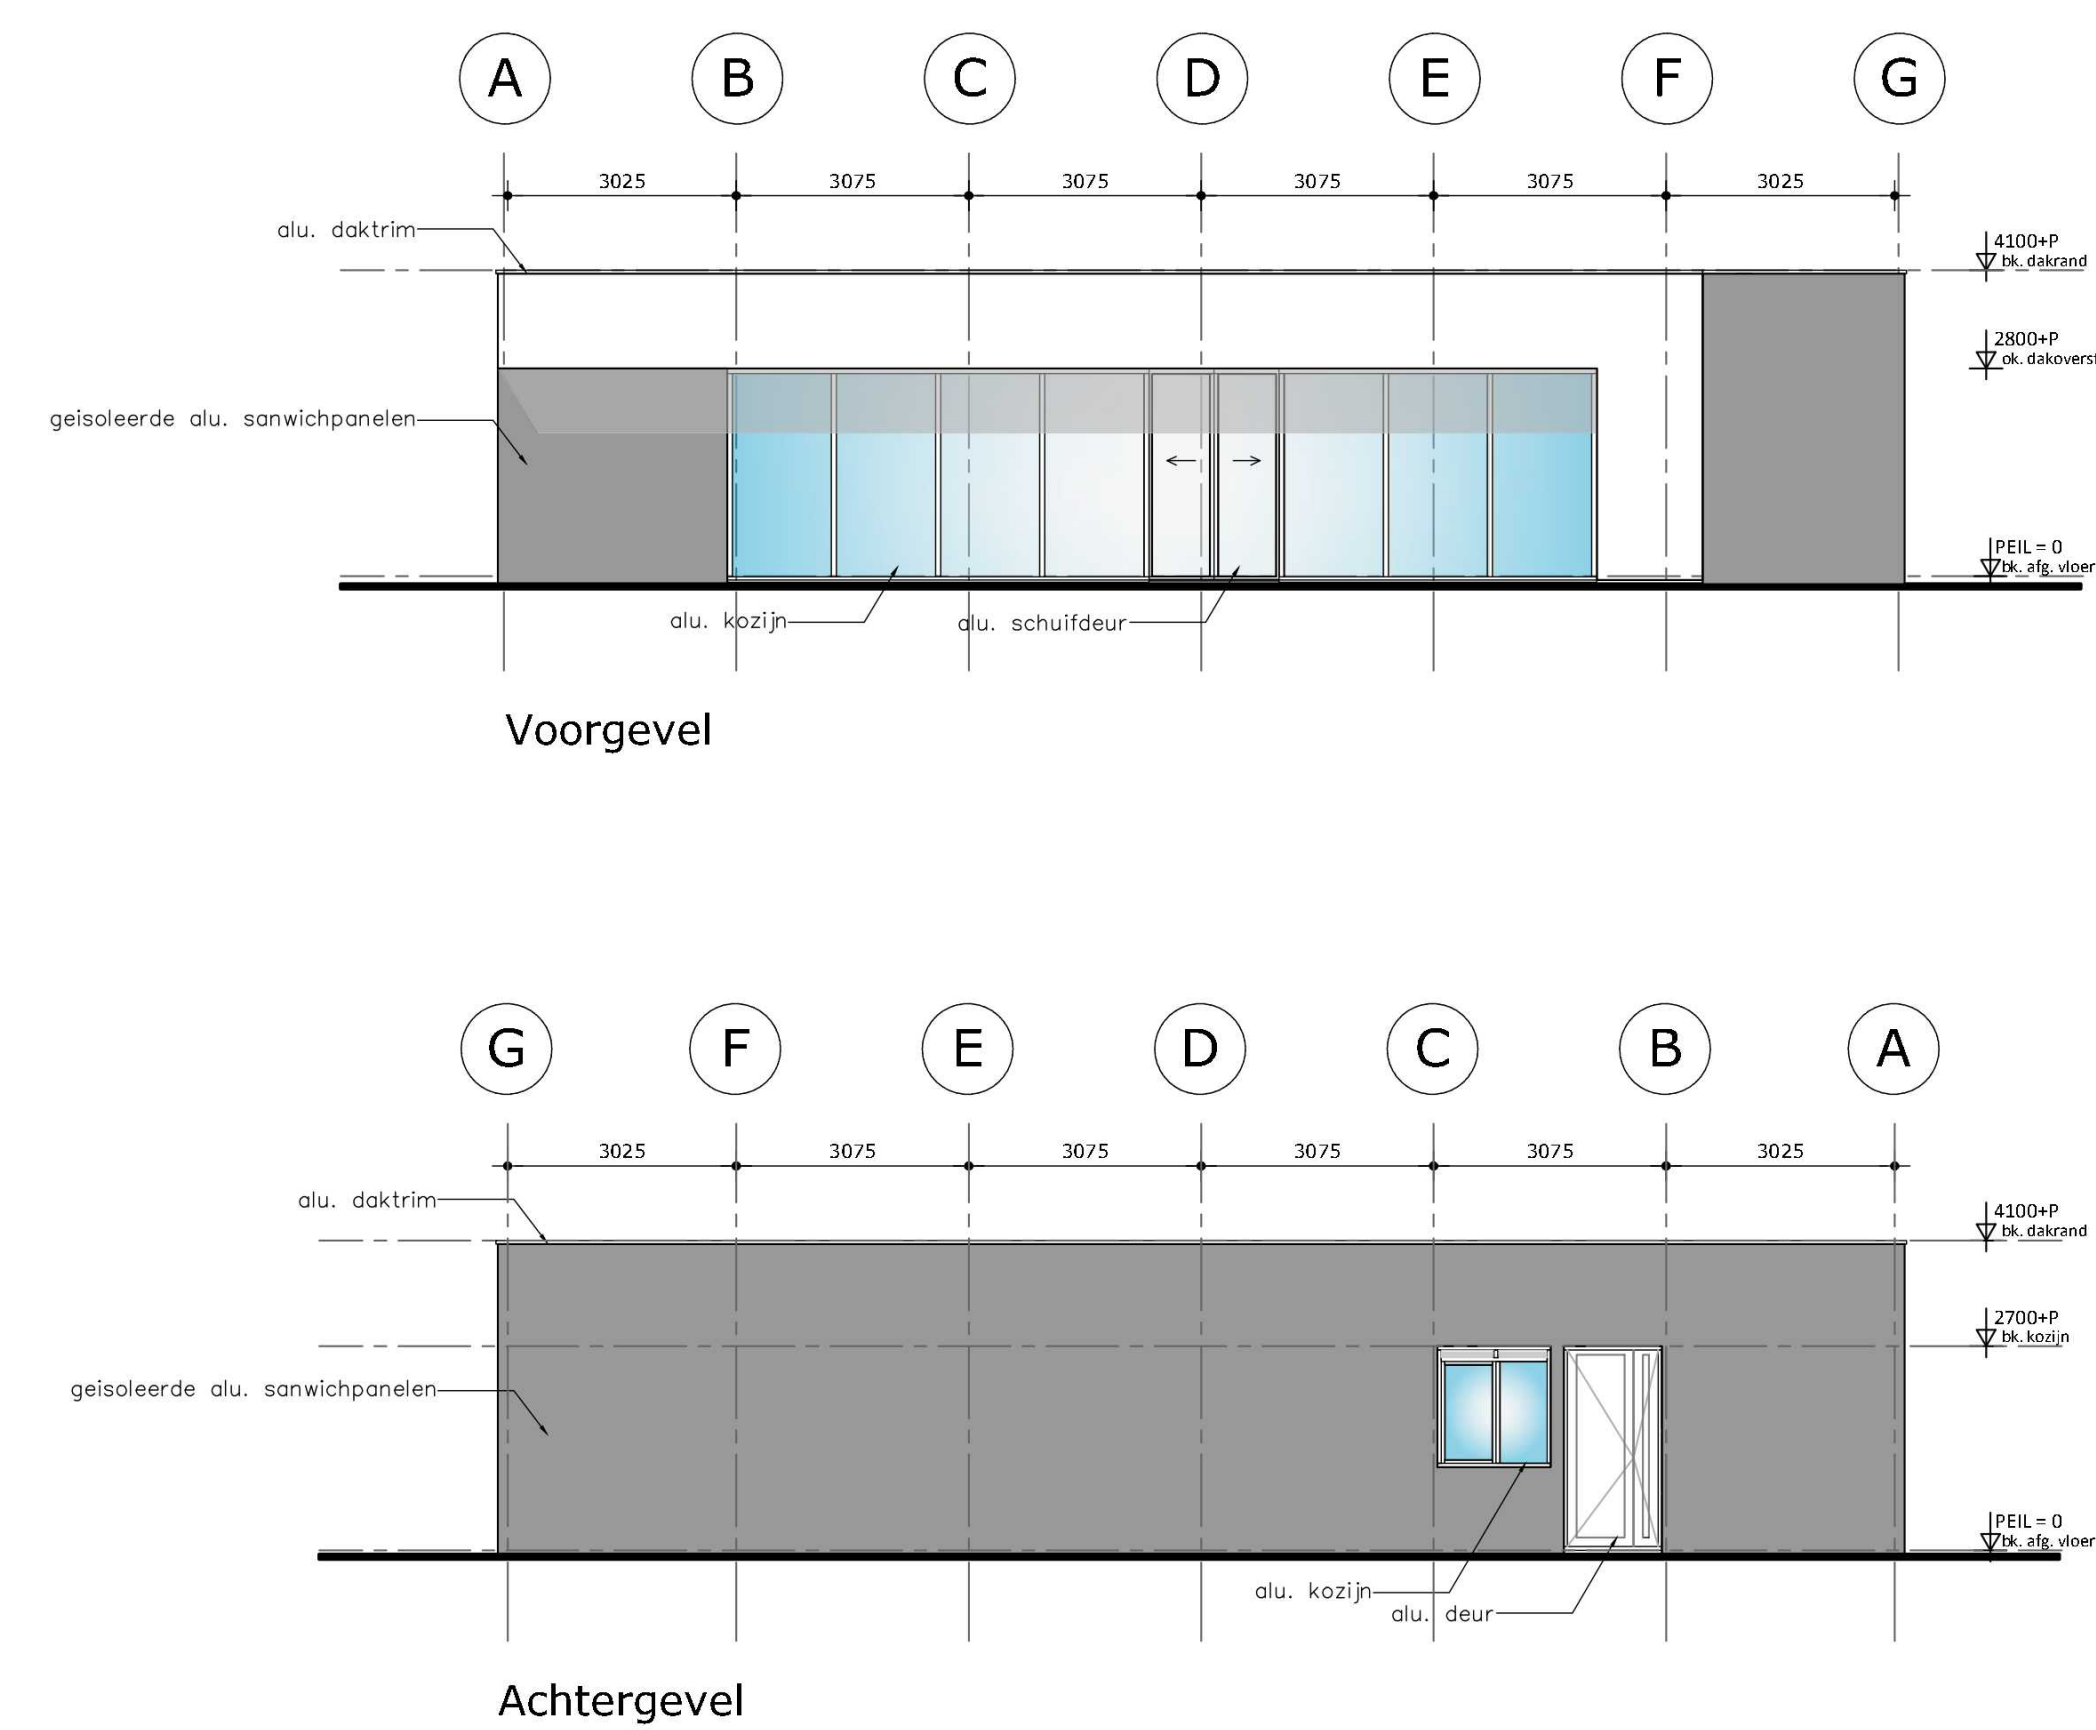 A B C D E F G
3025 3075 3075 3075 3075 3025
alu. daktrim
4100+P
bk. dakrand
2800+P
ok. dakoverst
geisoleerde alu. sanwichpanelen
PEIL = 0
bk. afg. vloer
alu. kozijn
alu. schuifdeur
Voorgevel
G F E D C B A
3025 3075 3075 3075 3075 3025
alu. daktrim
4100+P
bk. dakrand
2700+P
bk. kozijn
geisoleerde alu. sanwichpanelen
PEIL = 0
bk. afg. vloer
alu. kozijn
alu. deur
Achtergevel